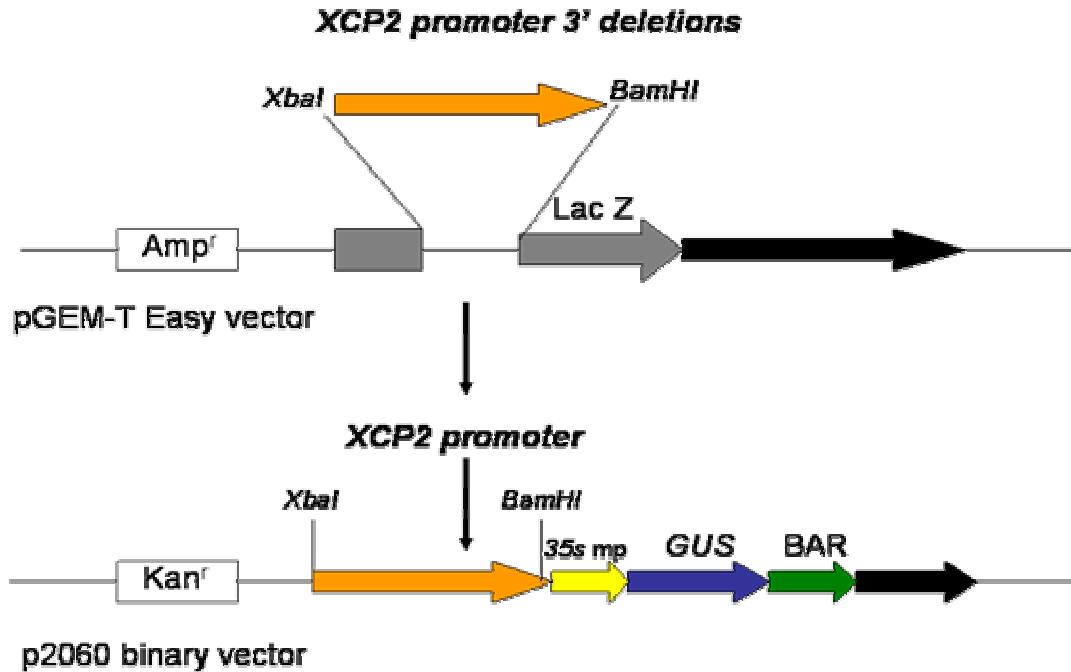 XCP2 promoter 3' deletions
XbaI
BamHI
Lac Z
Ampʳ
pGEM-T Easy vector
XCP2 promoter
XbaI
BamHI
35s mp
GUS
BAR
Kanʳ
p2060 binary vector